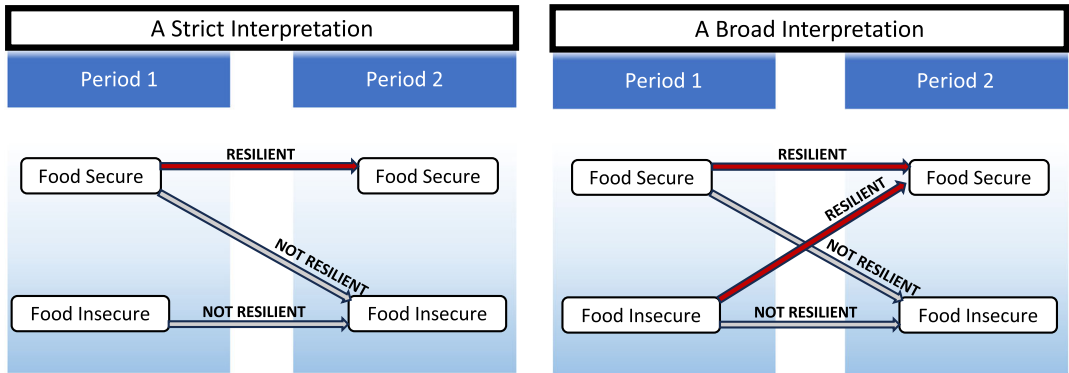 A Strict Interpretation
Period 1
Period 2
RESILIENT
Food Secure
Food Secure
NOT RESILIENT
Food Insecure
NOT RESILIENT
Food Insecure
A Broad Interpretation
Period 1
Period 2
RESILIENT
Food Secure
Food Secure
RESILIENT
NOT RESILIENT
Food Insecure
NOT RESILIENT
Food Insecure